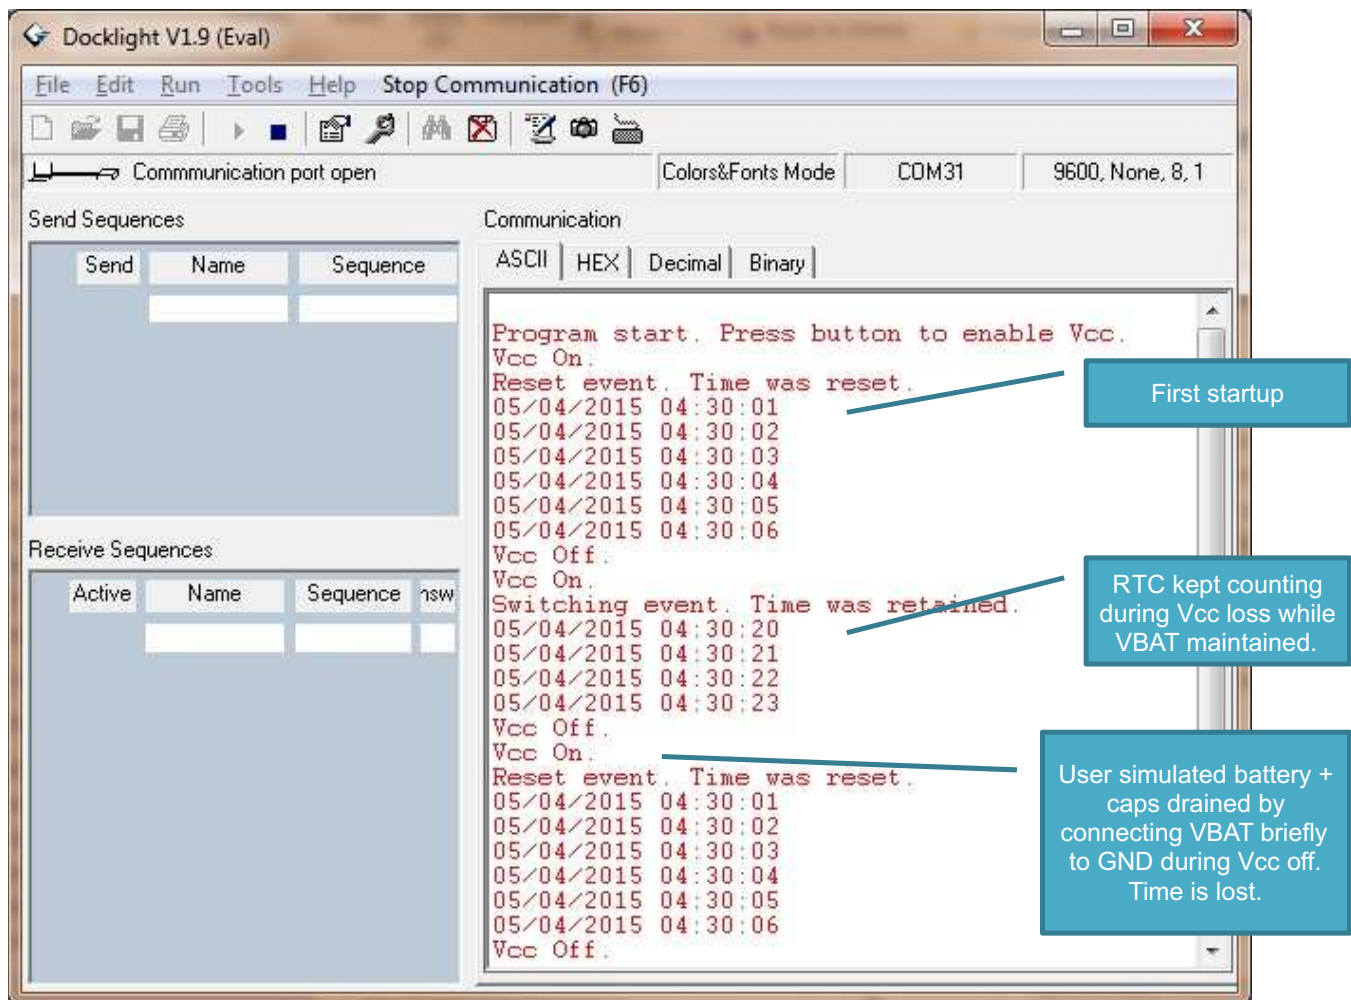 Docklight V1.9 (Eval)
File Edit Run Tools Help Stop Communication (F6)
Commmunication port open
Colors&Fonts Mode
COM31
9600, None, 8, 1
Send Sequences
Send Name Sequence
Receive Sequences
Active Name Sequence nsw
Communication
ASCII HEX Decimal Binary
Program start. Press button to enable Vcc.
Vcc On.
Reset event. Time was reset.
05/04/2015 04:30:01
05/04/2015 04:30:02
05/04/2015 04:30:03
05/04/2015 04:30:04
05/04/2015 04:30:05
05/04/2015 04:30:06
Vcc Off.
Vcc On.
Switching event. Time was retained.
05/04/2015 04:30:20
05/04/2015 04:30:21
05/04/2015 04:30:22
05/04/2015 04:30:23
Vcc Off.
Vcc On.
Reset event. Time was reset.
05/04/2015 04:30:01
05/04/2015 04:30:02
05/04/2015 04:30:03
05/04/2015 04:30:04
05/04/2015 04:30:05
05/04/2015 04:30:06
Vcc Off.
First startup
RTC kept counting
during Vcc loss while
VBAT maintained.
User simulated battery +
caps drained by
connecting VBAT briefly
to GND during Vcc off.
Time is lost.